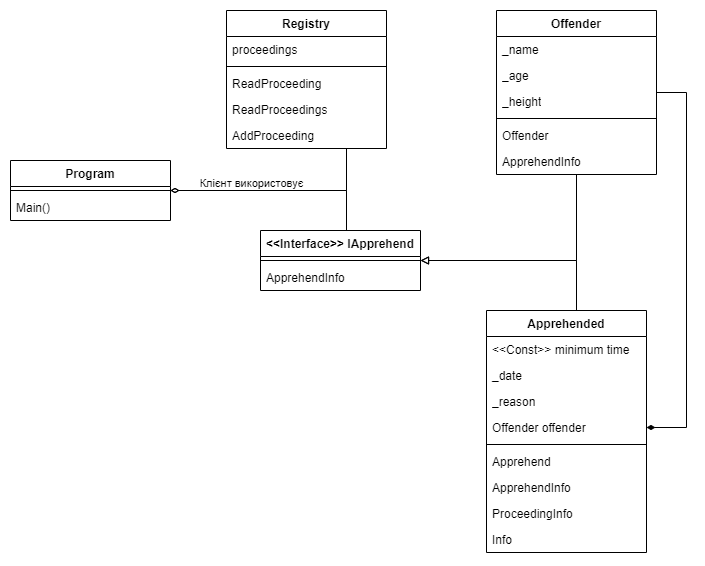 Registry
proceedings
ReadProceeding
ReadProceedings
AddProceeding
Offender
_name
_age
_height
Offender
ApprehendInfo
Program
Main()
Клієнт використовує
<<Interface>> IApprehend
ApprehendInfo
Apprehended
<<Const>> minimum time
_date
_reason
Offender offender
Apprehend
ApprehendInfo
ProceedingInfo
Info